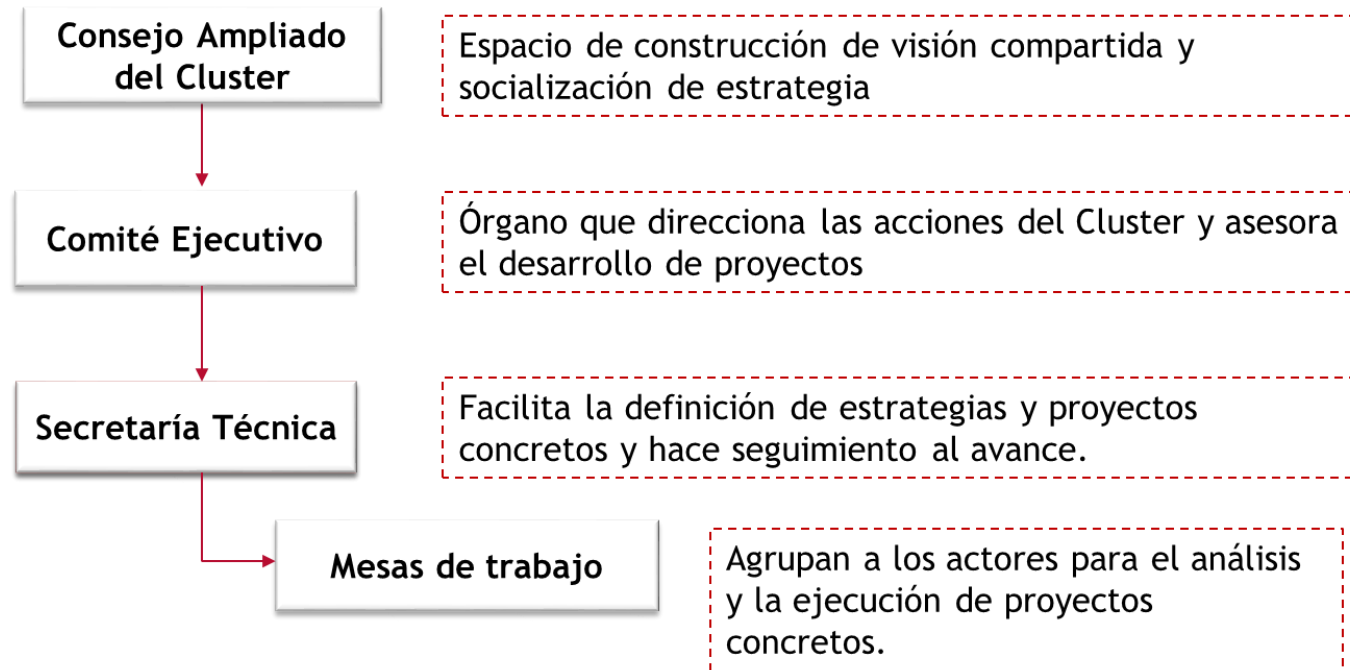 Consejo Ampliado
del Cluster
Espacio de construcción de visión compartida y
socialización de estrategia
Comité Ejecutivo
Órgano que direcciona las acciones del Cluster y asesora
el desarrollo de proyectos
Secretaría Técnica
Facilita la definición de estrategias y proyectos
concretos y hace seguimiento al avance.
Mesas de trabajo
Agrupan a los actores para el análisis
y la ejecución de proyectos
concretos.